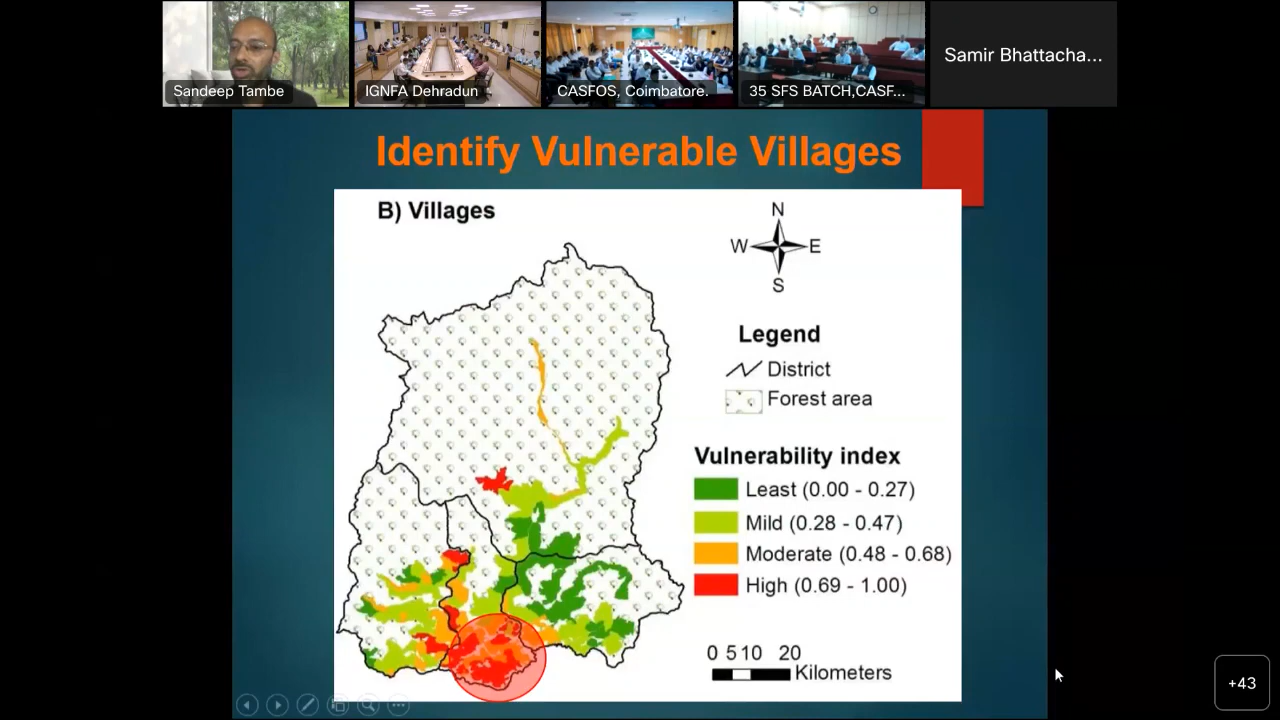 Sandeep Tambe
IGNFA Dehradun
CASFOS, Coimbatore.
35 SFS BATCH,CASF...
Samir Bhattacha...
Identify Vulnerable Villages
B) Villages
N
W E
S
Legend
District
Forest area
Vulnerability index
Least (0.00 - 0.27)
Mild (0.28 - 0.47)
Moderate (0.48 - 0.68)
High (0.69 - 1.00)
0 5 10 20
Kilometers
+43